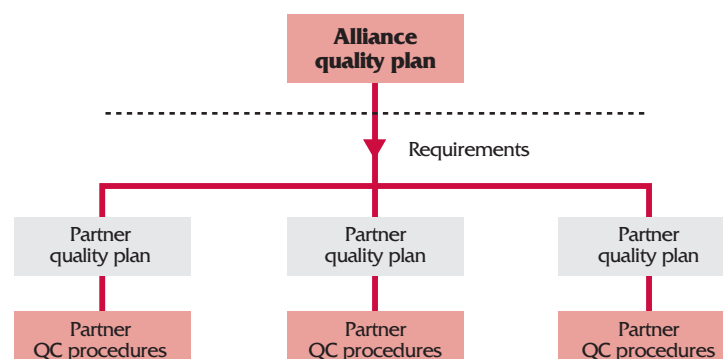 Alliance
quality plan
Requirements
Partner
quality plan
Partner
quality plan
Partner
quality plan
Partner
QC procedures
Partner
QC procedures
Partner
QC procedures